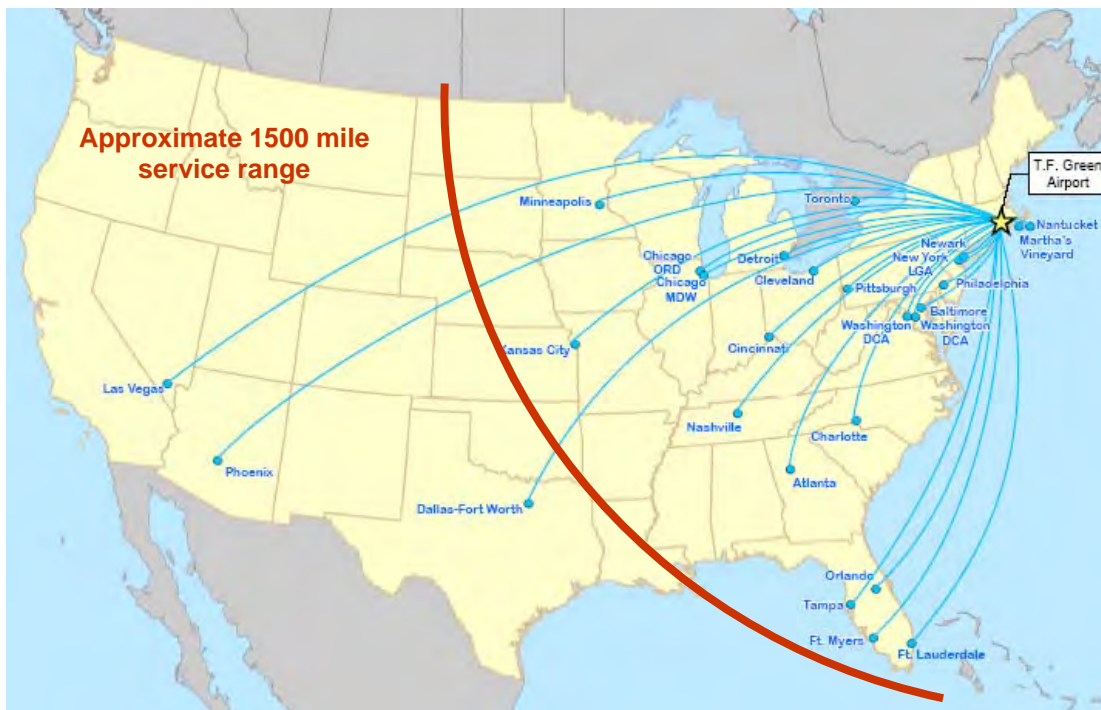 Approximate 1500 mile
service range
T.F. Green
Airport
Minneapolis
Toronto
Nantucket
Martha's
Vineyard
Newark
New York
LGA
Chicago
ORD
Chicago
MDW
Detroit
Cleveland
Pittsburgh
Philadelphia
Baltimore
Washington
DCA
Washington
DCA
Kansas City
Cincinnati
Las Vegas
Nashville
Charlotte
Phoenix
Atlanta
Dallas-Fort Worth
Orlando
Tampa
Ft. Myers
Ft. Lauderdale